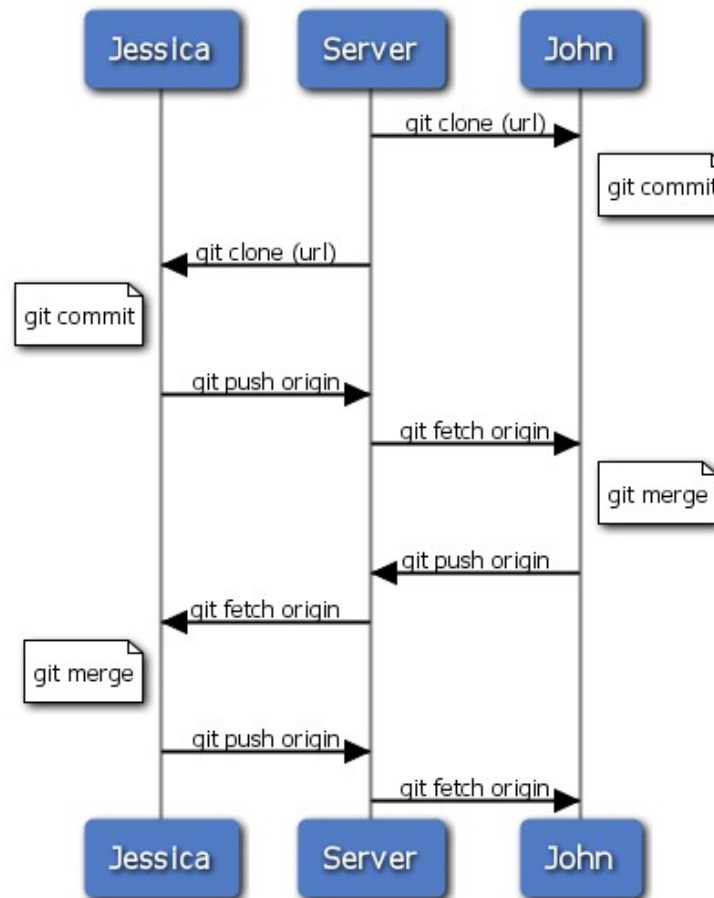 Jessica
Server
John
git clone (url)
git commit
git clone (url)
git commit
git push origin
git fetch origin
git merge
git push origin
git fetch origin
git merge
git push origin
git fetch origin
Jessica
Server
John